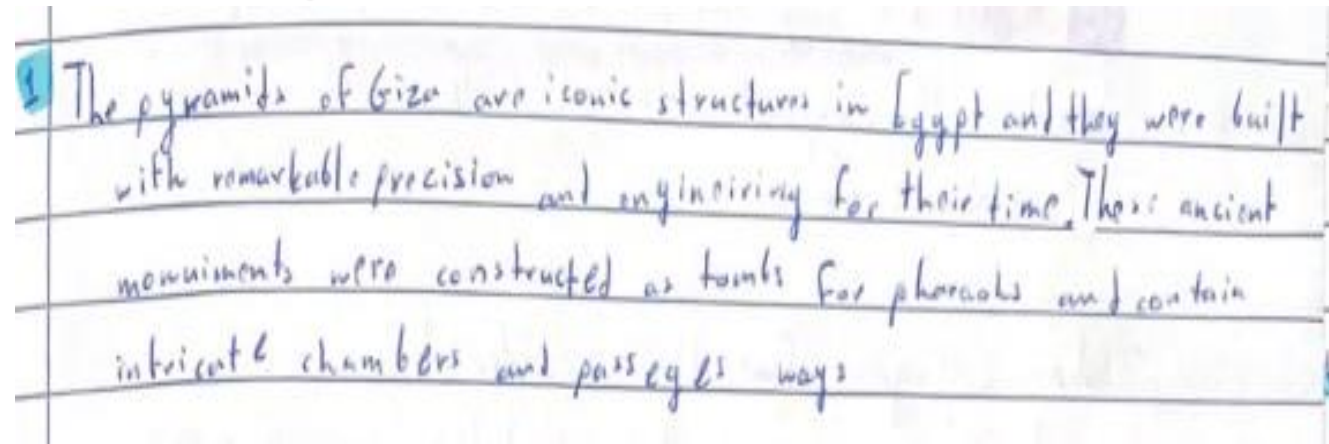 1 The pyramids of Giza are iconic structures in Egypt and they were built
with remarkable precision and engineiring for their time. These ancient
monuiments were constructed as tombs for pharaohs and contain
intricate chambers and passeges ways